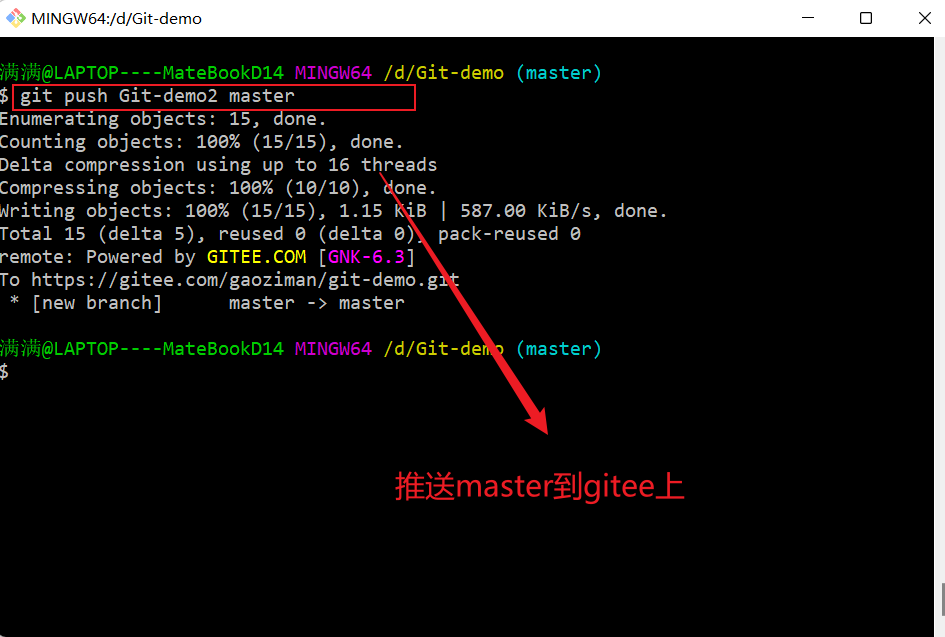 MINGW64:/d/Git-demo
满满@LAPTOP----MateBookD14 MINGW64 /d/Git-demo (master)
$ git push Git-demo2 master
Enumerating objects: 15, done.
Counting objects: 100% (15/15), done.
Delta compression using up to 16 threads
Compressing objects: 100% (10/10), done.
Writing objects: 100% (15/15), 1.15 KiB | 587.00 KiB/s, done.
Total 15 (delta 5), reused 0 (delta 0), pack-reused 0
remote: Powered by GITEE.COM [GNK-6.3]
To https://gitee.com/gaoziman/git-demo.git
 * [new branch]      master -> master
满满@LAPTOP----MateBookD14 MINGW64 /d/Git-demo (master)
$
推送master到gitee上